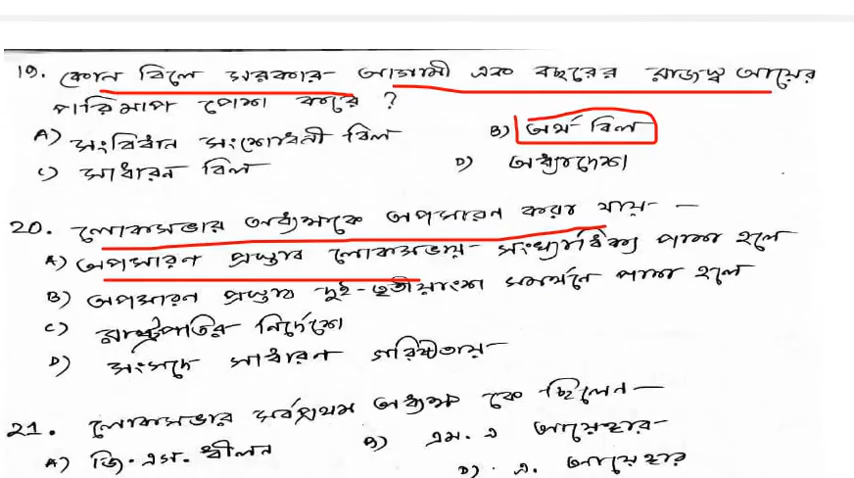 19. কোন বিলে সরকার আগামী এক বছরের রাজস্ব আয়ের
পরিমাপ পেশ করে ?
A) সংবিধান সংশোধনী বিল B) অর্থ বিল
C) সাধারন বিল D) অধ্যাদেশ
20. লোকসভার অধ্যক্ষকে অপসারন করা যায় —
A) অপসারন প্রস্তাব লোকসভায় সংখ্যাধিক্য পাশ হলে
B) অপসারন প্রস্তাব দুই-তৃতীয়াংশ সমর্থনে পাশ হলে
C) রাষ্ট্রপতির নির্দেশে
D) সংসদে সাধারন গরিষ্ঠতায়
21. লোকসভার সর্বপ্রথম অধ্যক্ষ কে ছিলেন —
A) জি. এস. ধীলন B) এম. এ আয়েঙ্গার
D). এ. আয়েঙ্গার